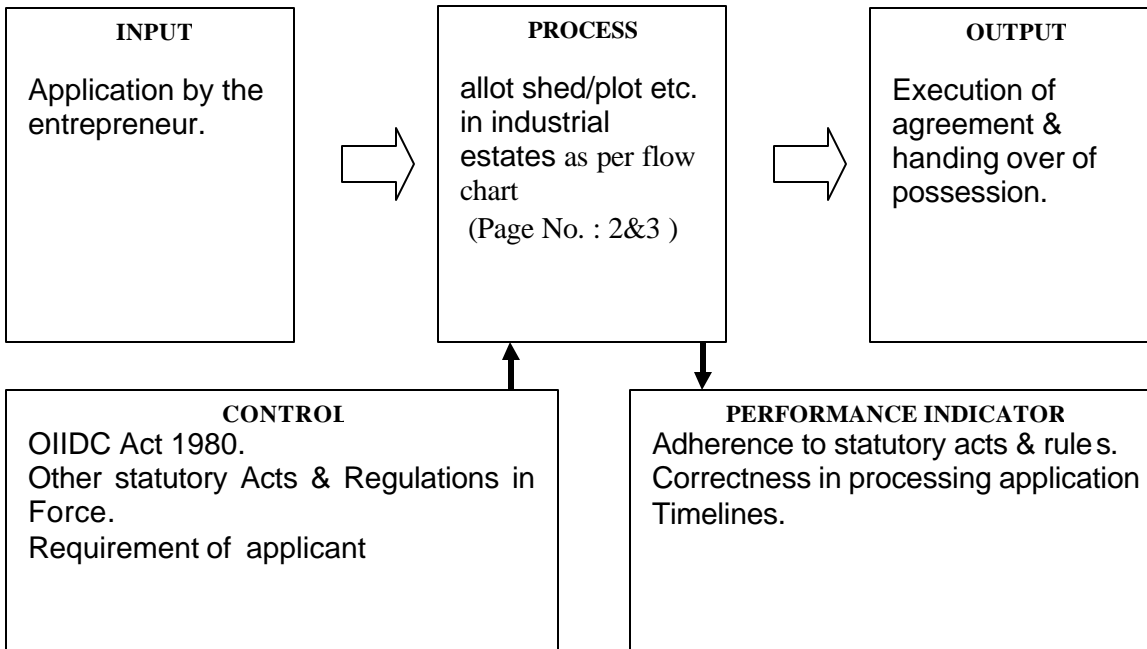 INPUT
Application by the
entrepreneur.
PROCESS
allot shed/plot etc.
in industrial
estates as per flow
chart
(Page No. : 2&3 )
OUTPUT
Execution of
agreement &
handing over of
possession.
CONTROL
OIIDC Act 1980.
Other statutory Acts & Regulations in
Force.
Requirement of applicant
PERFORMANCE INDICATOR
Adherence to statutory acts & rules.
Correctness in processing application
Timelines.